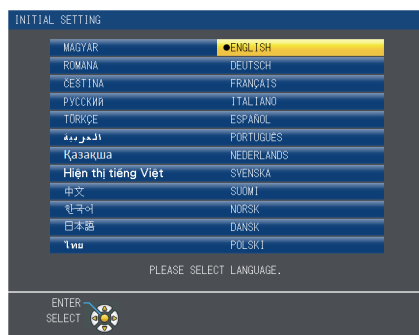 INITIAL SETTING
MAGYAR ●ENGLISH
ROMANA DEUTSCH
ČEŠTINA FRANÇAIS
РУССКИЙ ITALIANO
TÜRKÇE ESPAÑOL
العربية PORTUGUÊS
Қазақша NEDERLANDS
Hiện thị tiếng Việt SVENSKA
中文 SUOMI
한국어 NORSK
日本語 DANSK
ไทย POLSKI
PLEASE SELECT LANGUAGE.
ENTER
SELECT